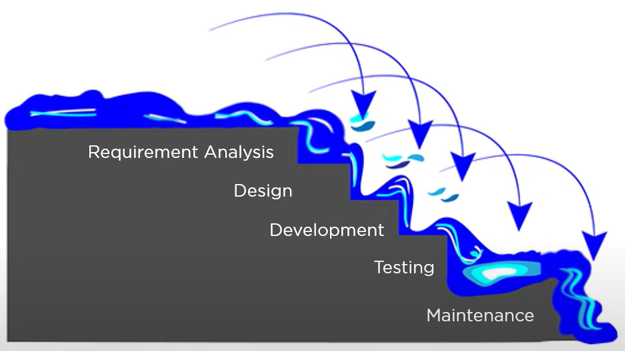 Requirement Analysis
Design
Development
Testing
Maintenance